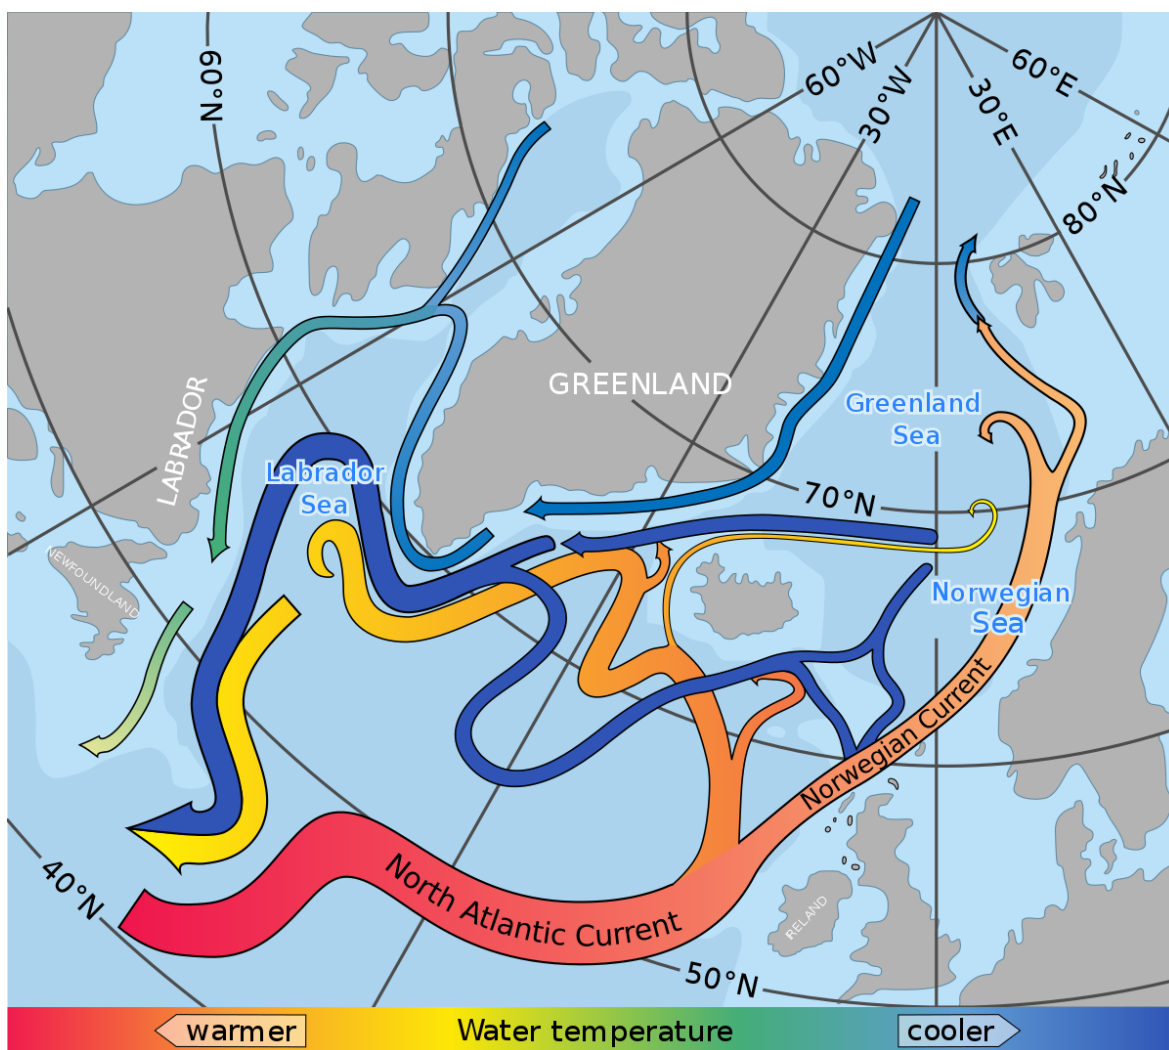 60°N
60°W
30°W
30°E
60°E
80°N
GREENLAND
LABRADOR
Greenland
Sea
Labrador
Sea
70°N
NEWFOUNDLAND
Norwegian
Sea
Norwegian Current
North Atlantic Current
40°N
IRELAND
50°N
warmer
Water temperature
cooler